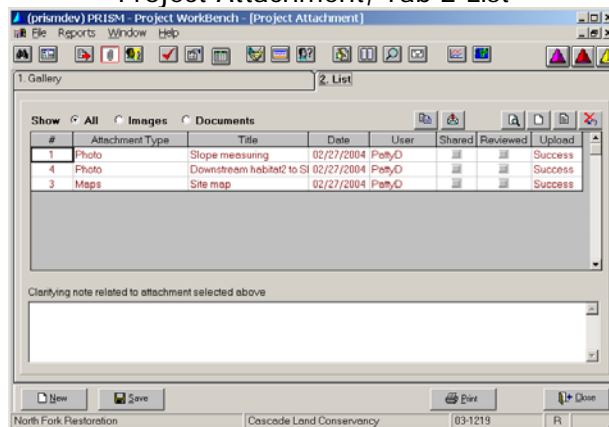 Project Attachment, Tab 2 List
(prismdev) PRISM - Project WorkBench - [Project Attachment]
File Reports Window Help
1. Gallery 2. List
Show All Images Documents
# Attachment Type Title Date User Shared Reviewed Upload
1 Photo Slope measuring 02/27/2004 PattyD Success
4 Photo Downstream habitat2 to Sl 02/27/2004 PattyD Success
3 Maps Site map 02/27/2004 PattyD Success
Clarifying note related to attachment selected above
New Save Print Close
North Fork Restoration Cascade Land Conservancy 03-1219 R